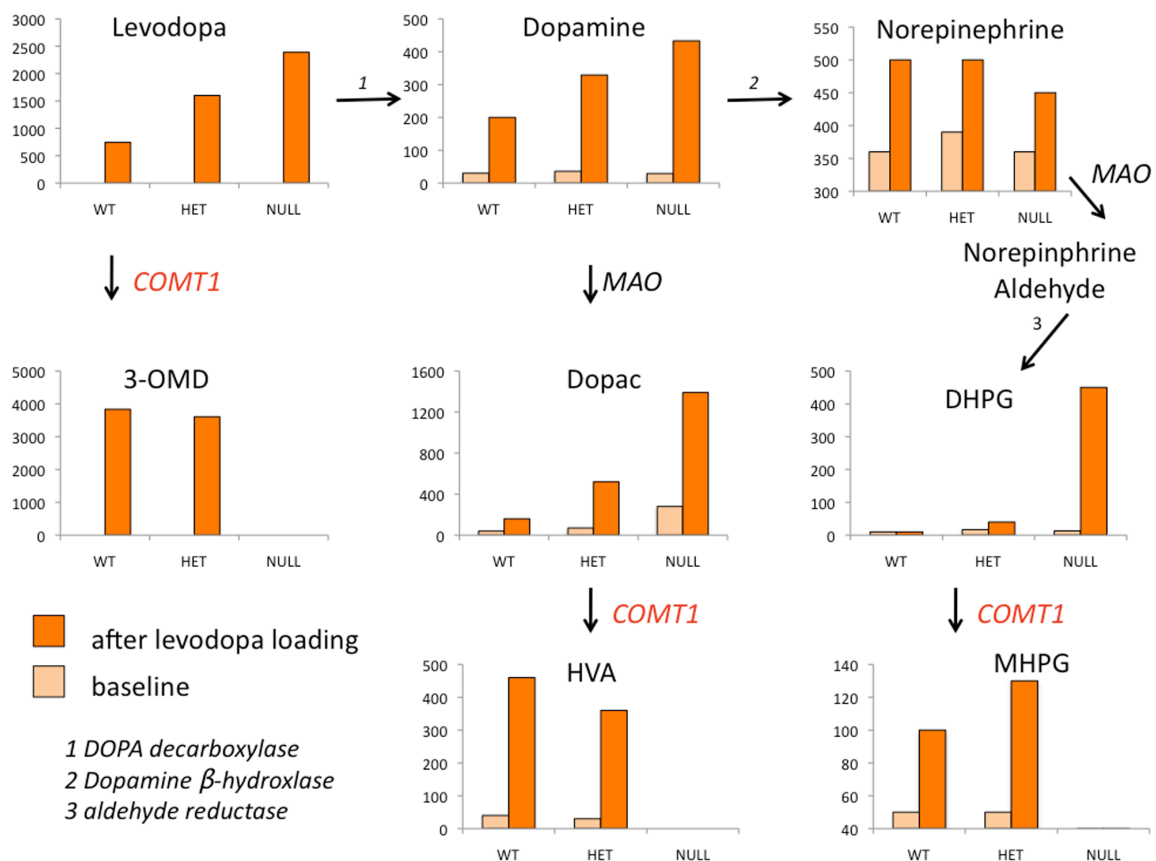 Levodopa
3000
2500
2000
1500
1000
500
0
WT HET NULL
1
Dopamine
500
400
300
200
100
0
WT HET NULL
2
Norepinephrine
550
500
450
400
350
300
WT HET NULL
MAO
Norepinphrine
Aldehyde
3
COMT1
MAO
3-OMD
5000
4000
3000
2000
1000
0
WT HET NULL
Dopac
1600
1200
800
400
0
WT HET NULL
DHPG
500
400
300
200
100
0
WT HET NULL
COMT1
COMT1
after levodopa loading
baseline
1 DOPA decarboxylase
2 Dopamine β-hydroxlase
3 aldehyde reductase
HVA
500
400
300
200
100
0
WT HET NULL
MHPG
140
120
100
80
60
40
WT HET NULL